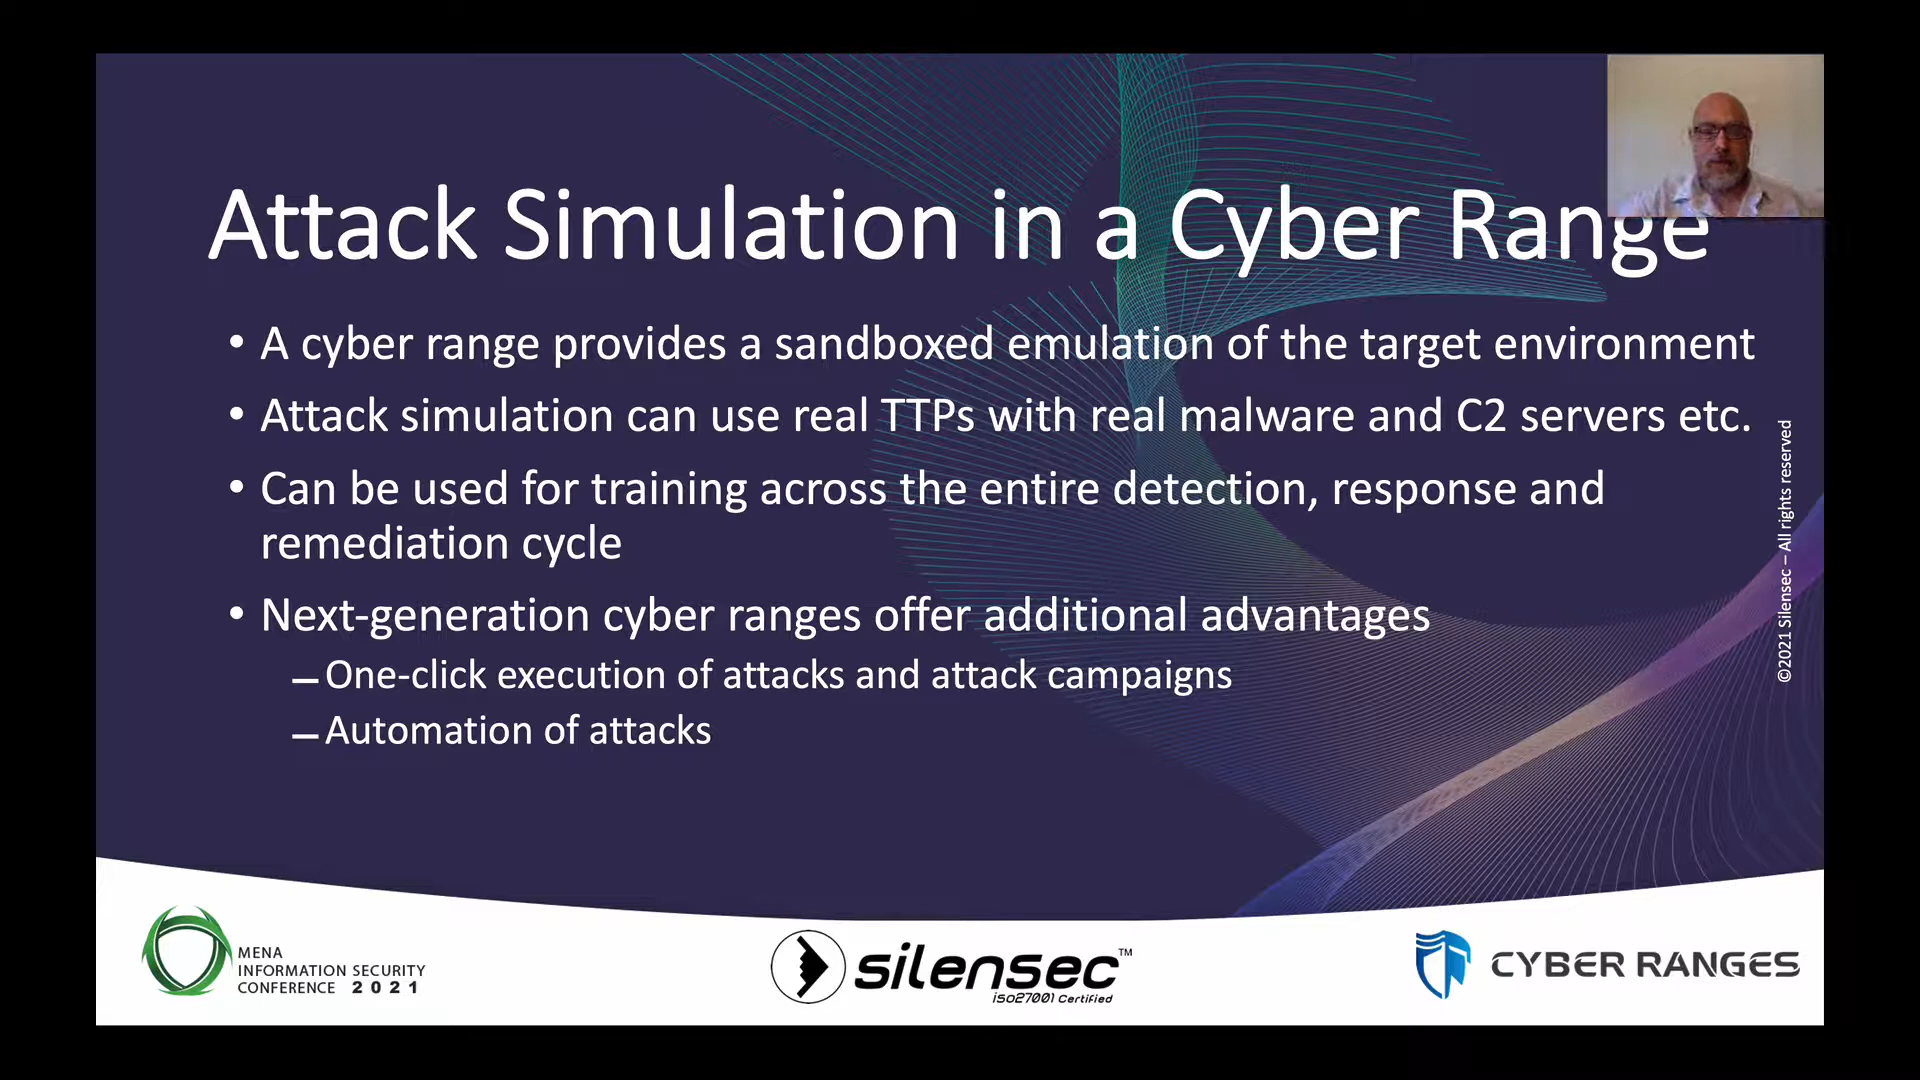 Attack Simulation in a Cyber Range
• A cyber range provides a sandboxed emulation of the target environment
• Attack simulation can use real TTPs with real malware and C2 servers etc.
• Can be used for training across the entire detection, response and
remediation cycle
• Next-generation cyber ranges offer additional advantages
– One-click execution of attacks and attack campaigns
– Automation of attacks
©2021 Silensec – All rights reserved
MENA
INFORMATION SECURITY
CONFERENCE 2021
silensec™
iso27001 Certified
CYBER RANGES